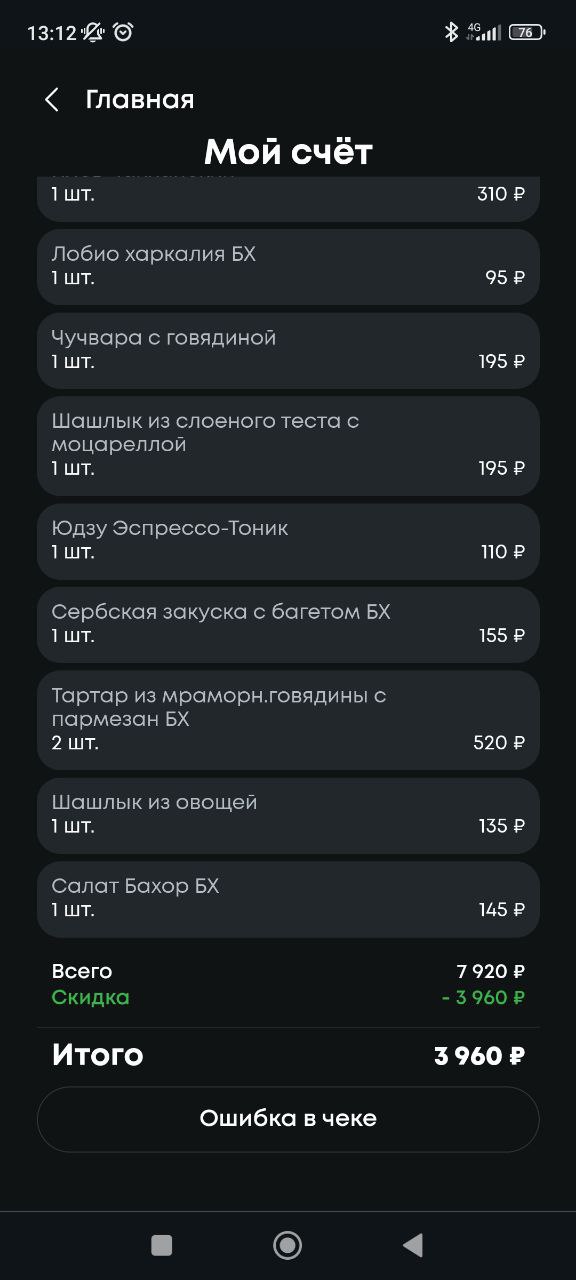 13:12
4G
76
Главная
Мой счёт
1 шт.
310 ₽
Лобио харкалия БХ
1 шт.
95 ₽
Чучвара с говядиной
1 шт.
195 ₽
Шашлык из слоеного теста с
моцареллой
1 шт.
195 ₽
Юдзу Эспрессо-Тоник
1 шт.
110 ₽
Сербская закуска с багетом БХ
1 шт.
155 ₽
Тартар из мраморн.говядины с
пармезан БХ
2 шт.
520 ₽
Шашлык из овощей
1 шт.
135 ₽
Салат Бахор БХ
1 шт.
145 ₽
Всего
7 920 ₽
Скидка
- 3 960 ₽
Итого
3 960 ₽
Ошибка в чеке